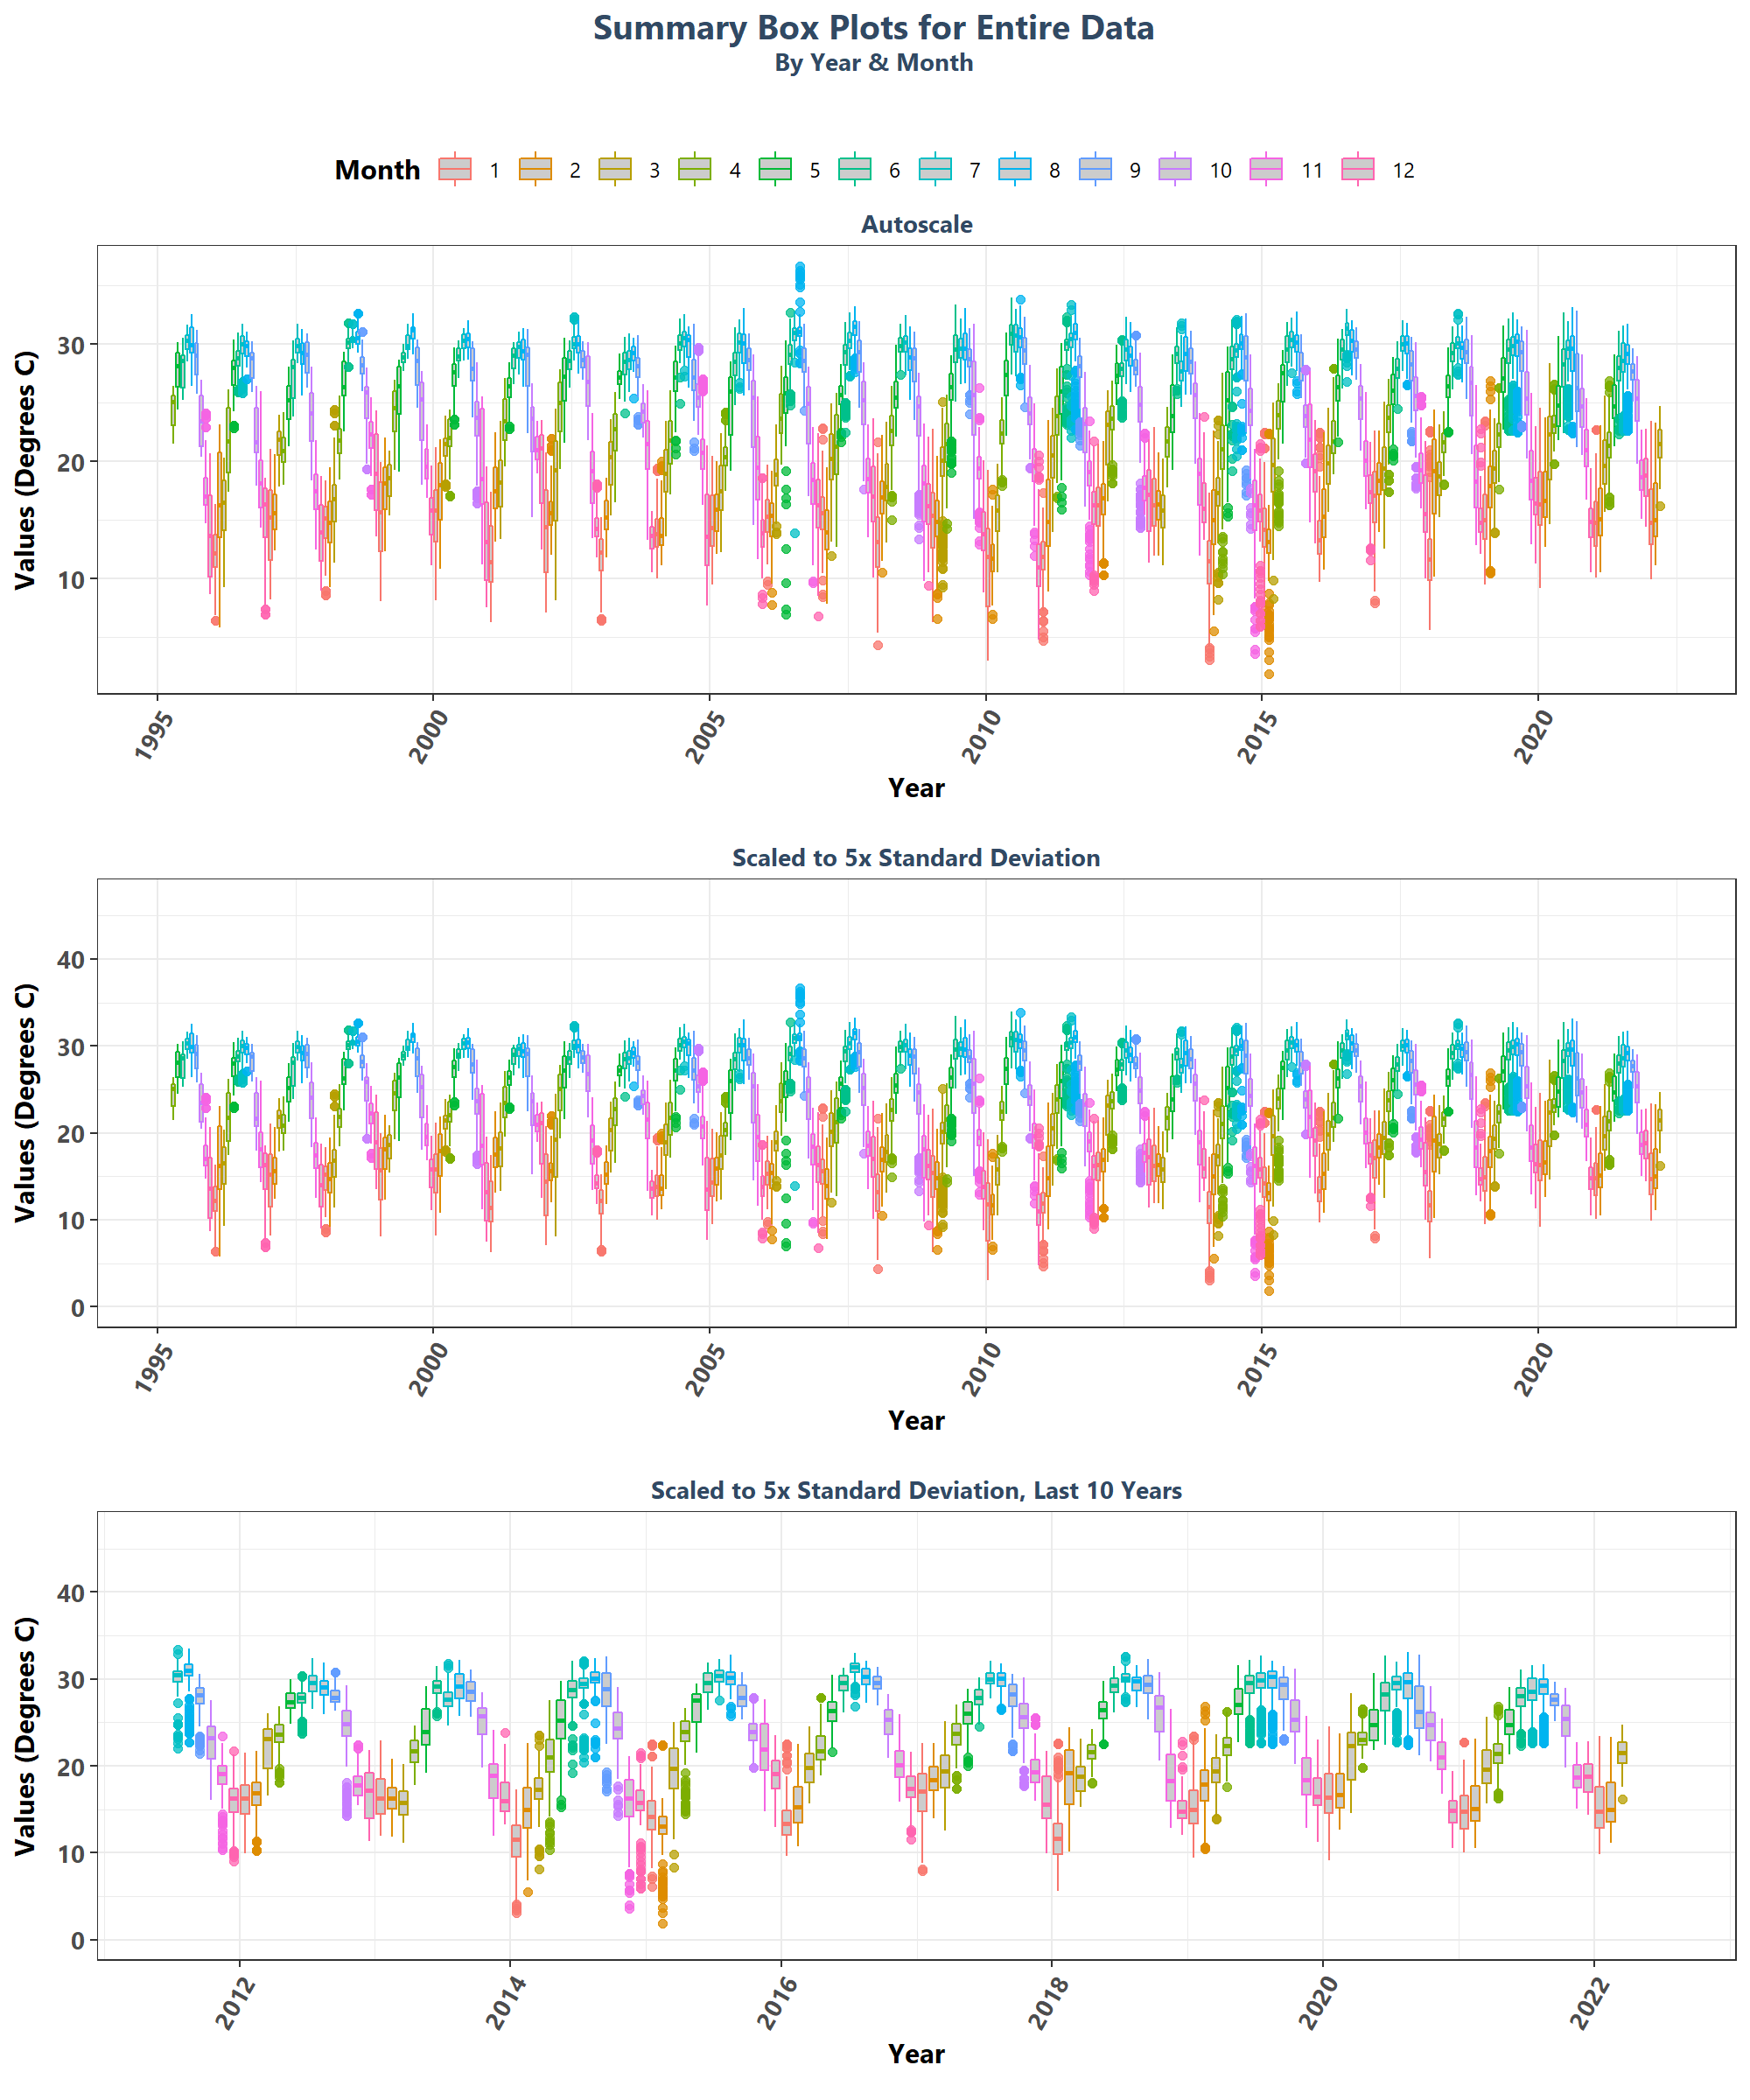 Summary Box Plots for Entire Data
By Year & Month
Month 1 2 3 4 5 6 7 8 9 10 11 12
Autoscale
Values (Degrees C)
30
20
10
1995 2000 2005 2010 2015 2020
Year
Scaled to 5x Standard Deviation
Values (Degrees C)
40
30
20
10
0
1995 2000 2005 2010 2015 2020
Year
Scaled to 5x Standard Deviation, Last 10 Years
Values (Degrees C)
40
30
20
10
0
2012 2014 2016 2018 2020 2022
Year